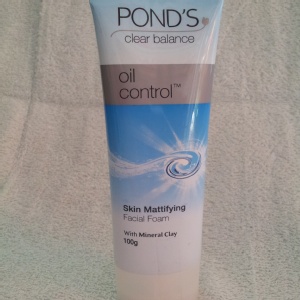 POND'S
clear balance
oil
control™
Skin Mattifying
Facial Foam
With Mineral Clay
100g